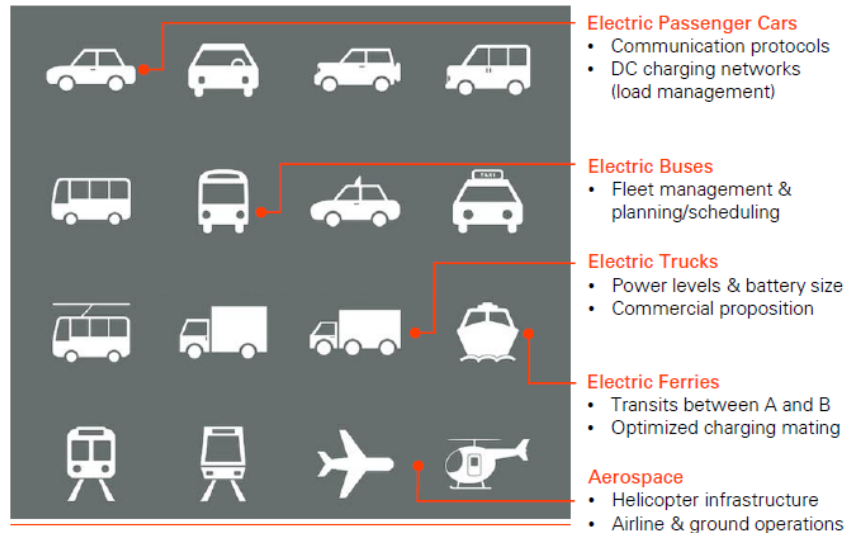 Electric Passenger Cars
• Communication protocols
• DC charging networks
(load management)
Electric Buses
• Fleet management &
planning/scheduling
TAXI
Electric Trucks
• Power levels & battery size
• Commercial proposition
Electric Ferries
• Transits between A and B
• Optimized charging mating
Aerospace
• Helicopter infrastructure
• Airline & ground operations